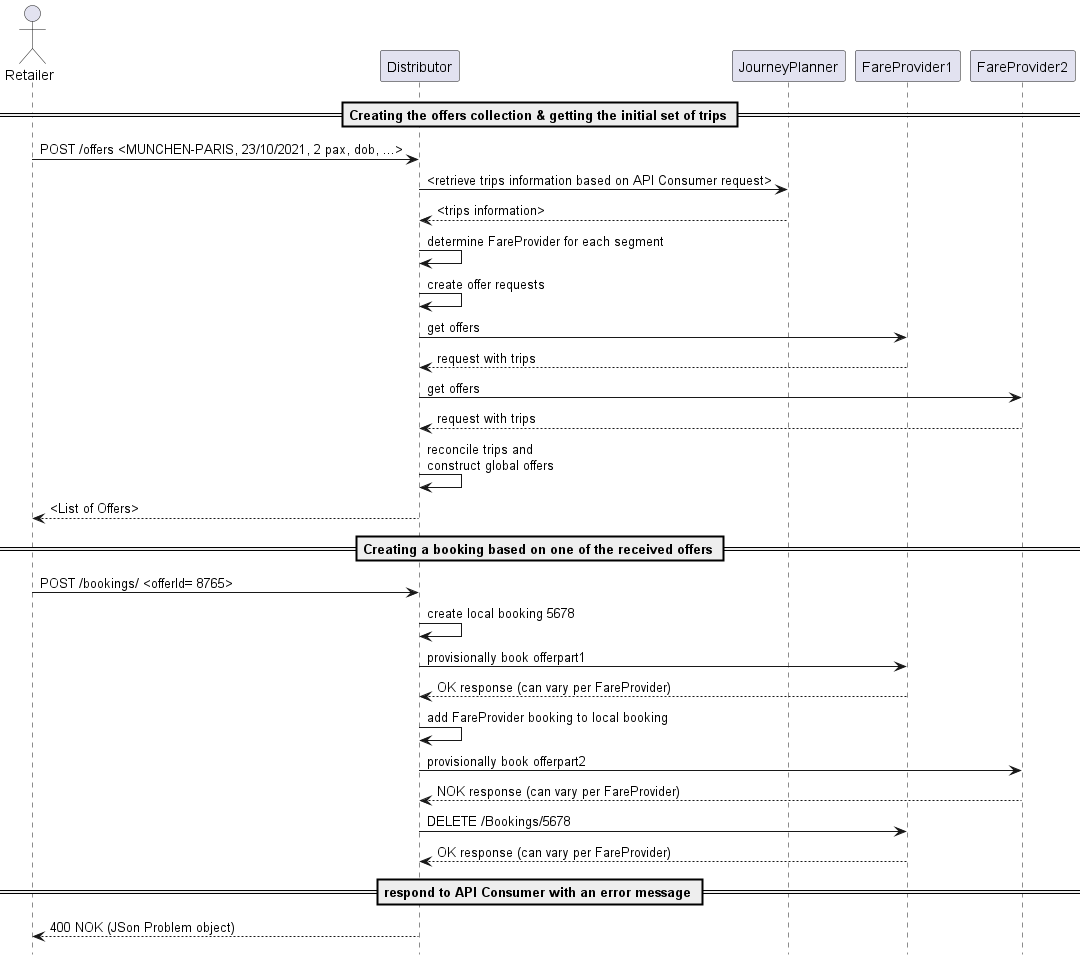 Retailer
Distributor
JourneyPlanner
FareProvider1
FareProvider2
Creating the offers collection & getting the initial set of trips
POST /offers <MUNCHEN-PARIS, 23/10/2021, 2 pax, dob, ...>
<retrieve trips information based on API Consumer request>
<trips information>
determine FareProvider for each segment
create offer requests
get offers
request with trips
get offers
request with trips
reconcile trips and
construct global offers
<List of Offers>
Creating a booking based on one of the received offers
POST /bookings/ <offerId= 8765>
create local booking 5678
provisionally book offerpart1
OK response (can vary per FareProvider)
add FareProvider booking to local booking
provisionally book offerpart2
NOK response (can vary per FareProvider)
DELETE /Bookings/5678
OK response (can vary per FareProvider)
respond to API Consumer with an error message
400 NOK (JSon Problem object)